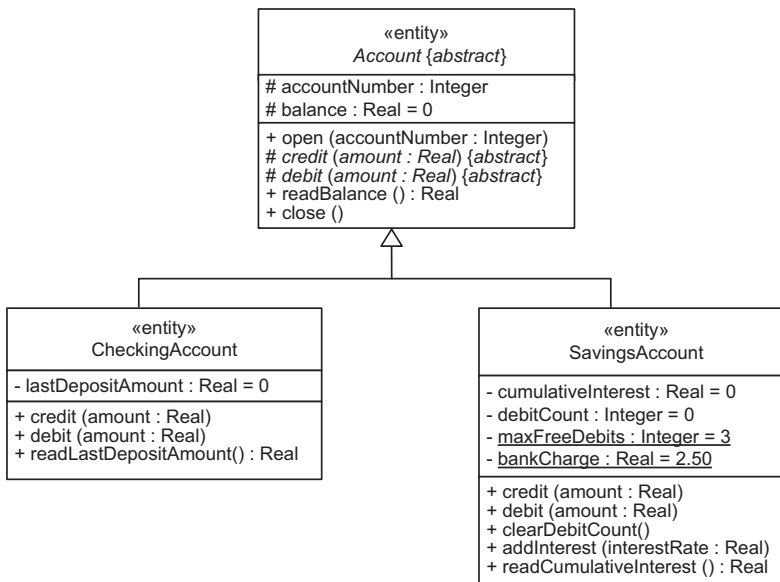 «entity»
Account {abstract}
# accountNumber : Integer
# balance : Real = 0
+ open (accountNumber : Integer)
# credit (amount : Real) {abstract}
# debit (amount : Real) {abstract}
+ readBalance () : Real
+ close ()
«entity»
CheckingAccount
- lastDepositAmount : Real = 0
+ credit (amount : Real)
+ debit (amount : Real)
+ readLastDepositAmount() : Real
«entity»
SavingsAccount
- cumulativeInterest : Real = 0
- debitCount : Integer = 0
- maxFreeDebits : Integer = 3
- bankCharge : Real = 2.50
+ credit (amount : Real)
+ debit (amount : Real)
+ clearDebitCount()
+ addInterest (interestRate : Real)
+ readCumulativeInterest () : Real